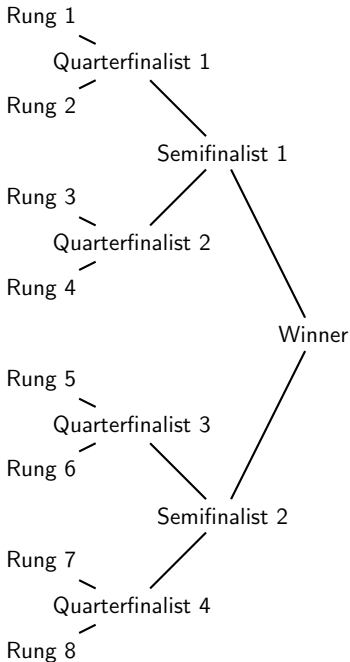 Rung 1
Quarterfinalist 1
Rung 2
Semifinalist 1
Rung 3
Quarterfinalist 2
Rung 4
Winner
Rung 5
Quarterfinalist 3
Rung 6
Semifinalist 2
Rung 7
Quarterfinalist 4
Rung 8